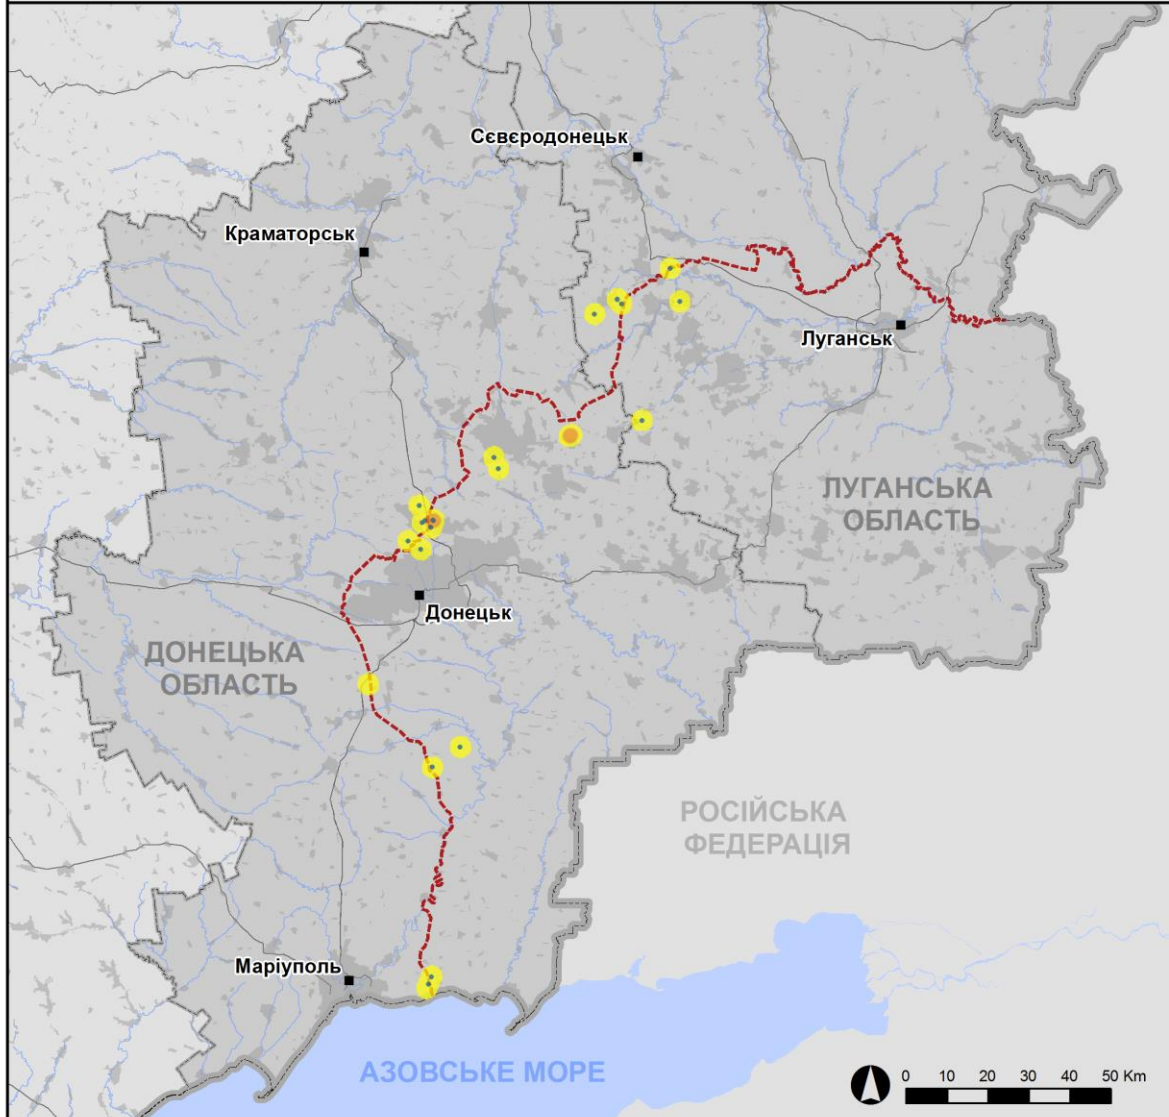 Сєвєродонецьк
Краматорськ
Луганськ
ЛУГАНСЬКА
ОБЛАСТЬ
Донецьк
ДОНЕЦЬКА
ОБЛАСТЬ
РОСІЙСЬКА
ФЕДЕРАЦІЯ
Маріуполь
АЗОВСЬКЕ МОРЕ
0 10 20 30 40 50 Km